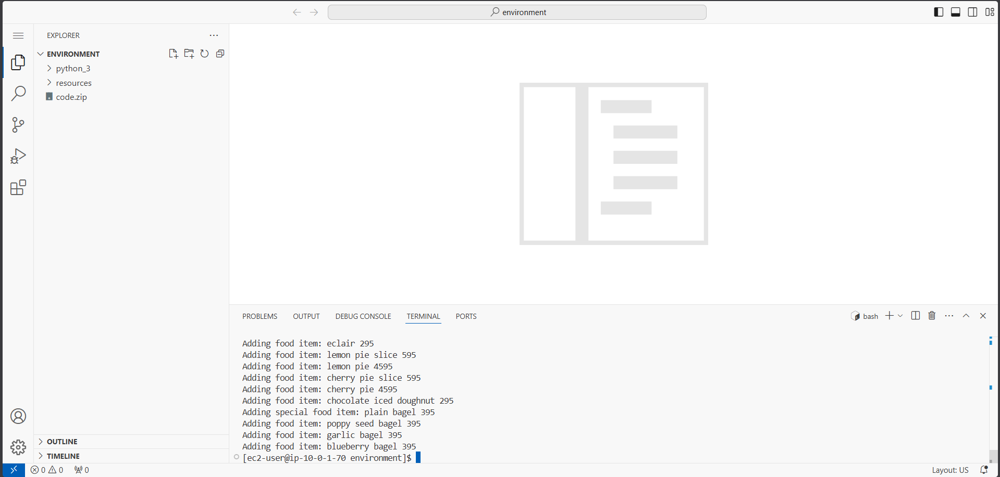 environment
EXPLORER
ENVIRONMENT
python_3
resources
code.zip
OUTLINE
TIMELINE
PROBLEMS OUTPUT DEBUG CONSOLE TERMINAL PORTS
bash
Adding food item: eclair 295
Adding food item: lemon pie slice 595
Adding food item: lemon pie 4595
Adding food item: cherry pie slice 595
Adding food item: cherry pie 4595
Adding food item: chocolate iced doughnut 295
Adding special food item: plain bagel 395
Adding food item: poppy seed bagel 395
Adding food item: garlic bagel 395
Adding food item: blueberry bagel 395
[ec2-user@ip-10-0-1-70 environment]$
0 0 0 Layout: US